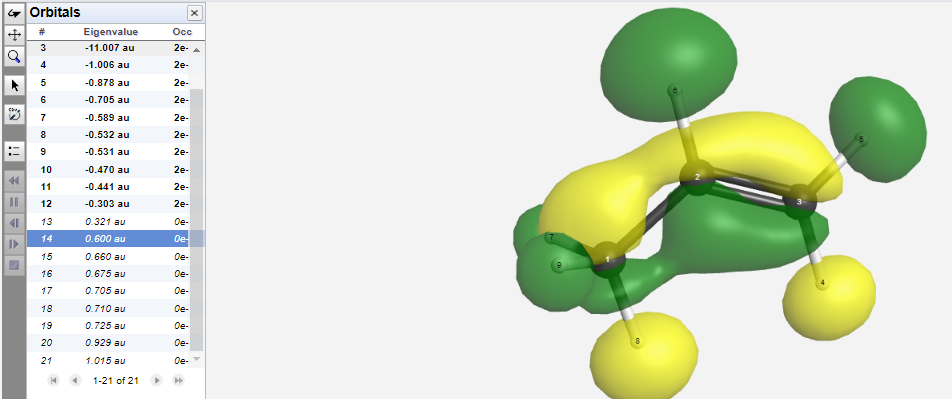 Orbitals
# Eigenvalue Occ
3 -11.007 au 2e-
4 -1.006 au 2e-
5 -0.878 au 2e-
6 -0.705 au 2e-
7 -0.589 au 2e-
8 -0.532 au 2e-
9 -0.531 au 2e-
10 -0.470 au 2e-
11 -0.441 au 2e-
12 -0.303 au 2e-
13 0.321 au 0e-
14 0.600 au 0e-
15 0.660 au 0e-
16 0.675 au 0e-
17 0.705 au 0e-
18 0.710 au 0e-
19 0.725 au 0e-
20 0.929 au 0e-
21 1.015 au 0e-
1-21 of 21
6
5
2
3
7
1
9
4
8